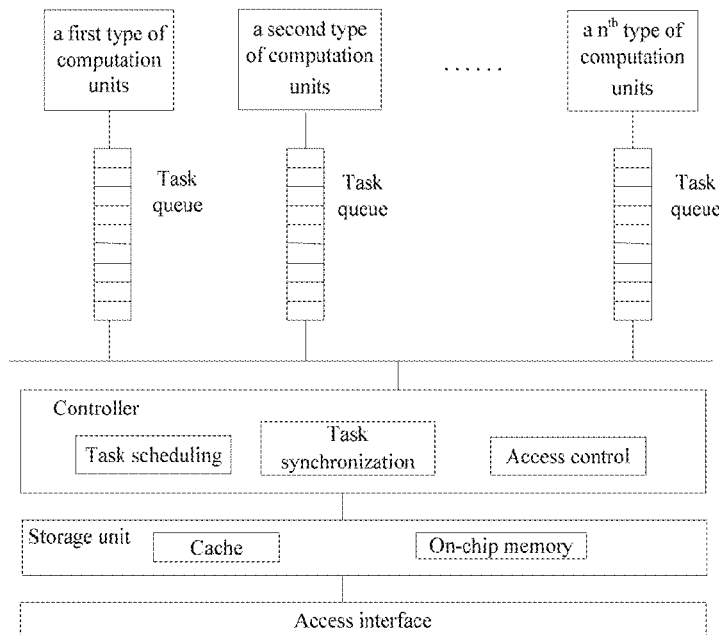 a first type of
computation
units
a second type
of computation
units
......
a nth type of
computation
units
Task
queue
Task
queue
Task
queue
Controller
Task scheduling
Task
synchronization
Access control
Storage unit
Cache
On-chip memory
Access interface